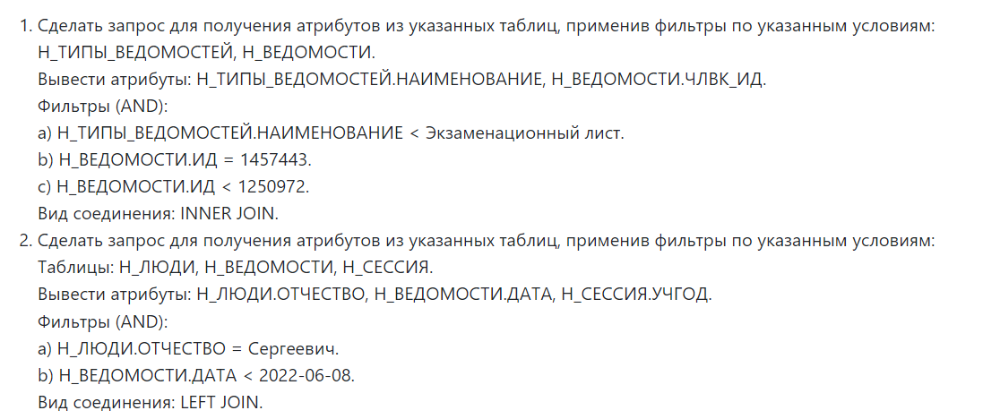 1. Сделать запрос для получения атрибутов из указанных таблиц, применив фильтры по указанным условиям:
Н_ТИПЫ_ВЕДОМОСТЕЙ, Н_ВЕДОМОСТИ.
Вывести атрибуты: Н_ТИПЫ_ВЕДОМОСТЕЙ.НАИМЕНОВАНИЕ, Н_ВЕДОМОСТИ.ЧЛВК_ИД.
Фильтры (AND):
a) Н_ТИПЫ_ВЕДОМОСТЕЙ.НАИМЕНОВАНИЕ < Экзаменационный лист.
b) Н_ВЕДОМОСТИ.ИД = 1457443.
c) Н_ВЕДОМОСТИ.ИД < 1250972.
Вид соединения: INNER JOIN.
2. Сделать запрос для получения атрибутов из указанных таблиц, применив фильтры по указанным условиям:
Таблицы: Н_ЛЮДИ, Н_ВЕДОМОСТИ, Н_СЕССИЯ.
Вывести атрибуты: Н_ЛЮДИ.ОТЧЕСТВО, Н_ВЕДОМОСТИ.ДАТА, Н_СЕССИЯ.УЧГОД.
Фильтры (AND):
a) Н_ЛЮДИ.ОТЧЕСТВО = Сергеевич.
b) Н_ВЕДОМОСТИ.ДАТА < 2022-06-08.
Вид соединения: LEFT JOIN.